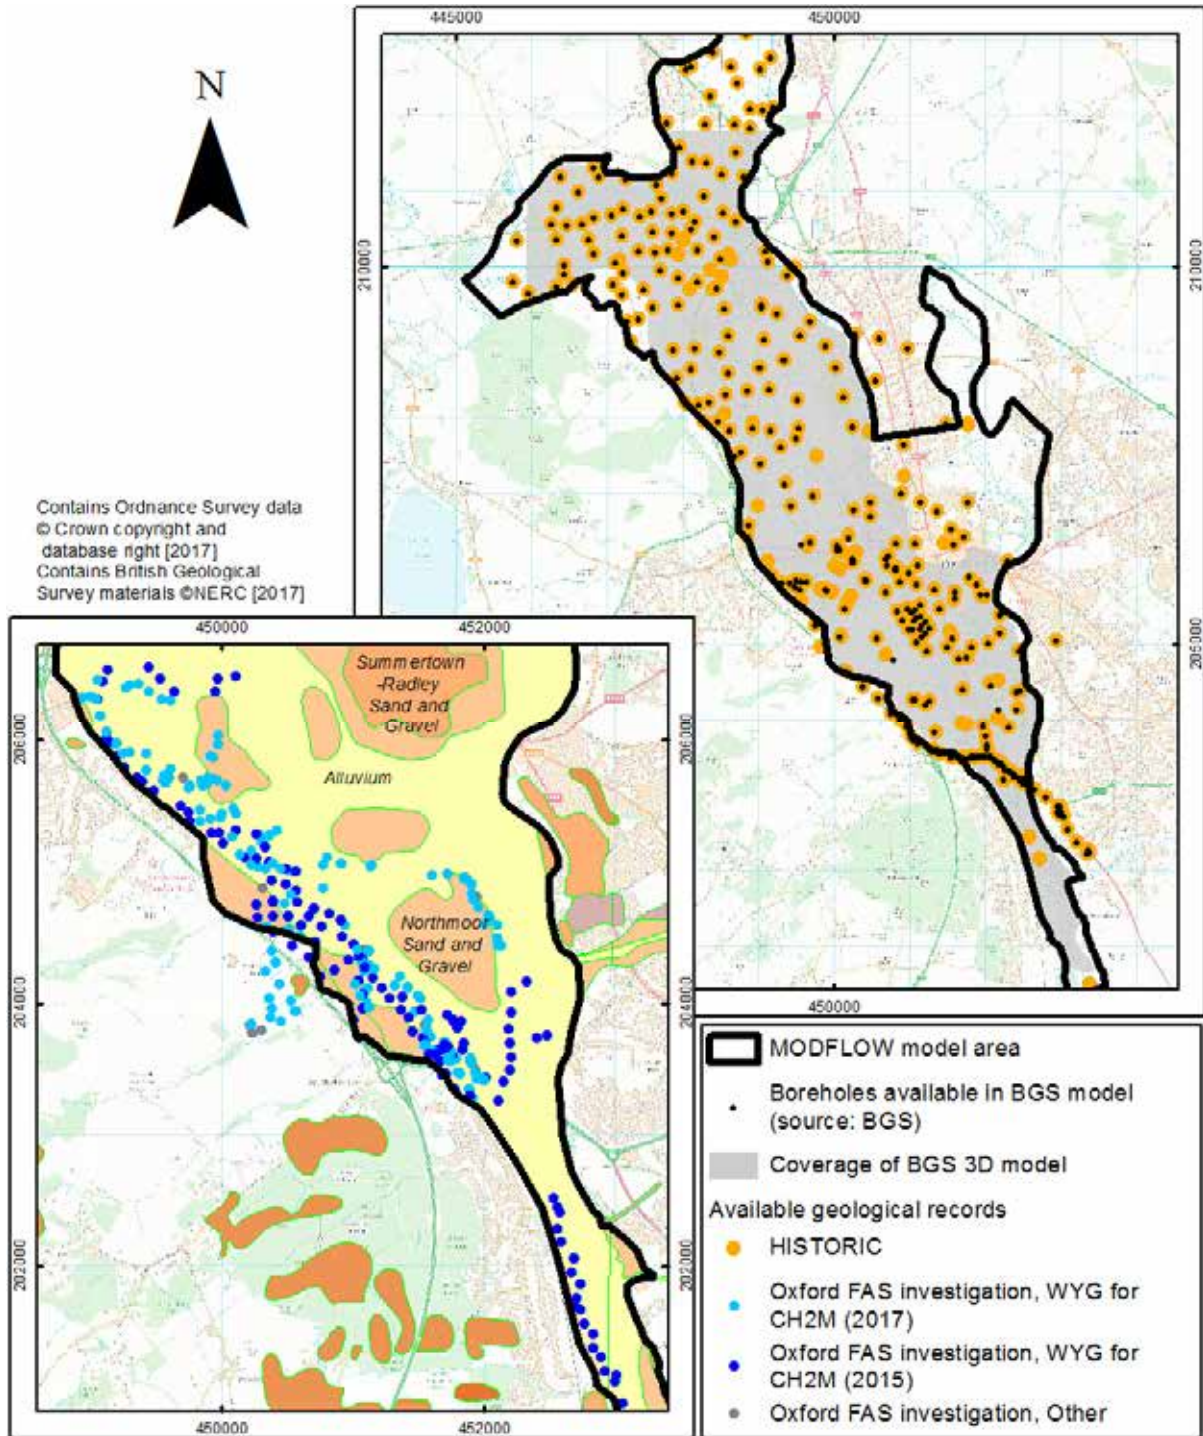 445000
450000
N
210000
210000
205000
205000
450000
Contains Ordnance Survey data
© Crown copyright and
database right [2017]
Contains British Geological
Survey materials ©NERC [2017]
450000
452000
206000
206000
204000
204000
202000
202000
450000
452000
Summertown
-Radley
Sand and
Gravel
Alluvium
Northmoor
Sand and
Gravel
MODFLOW model area
Boreholes available in BGS model
(source: BGS)
Coverage of BGS 3D model
Available geological records
HISTORIC
Oxford FAS investigation, WYG for
CH2M (2017)
Oxford FAS investigation, WYG for
CH2M (2015)
Oxford FAS investigation, Other